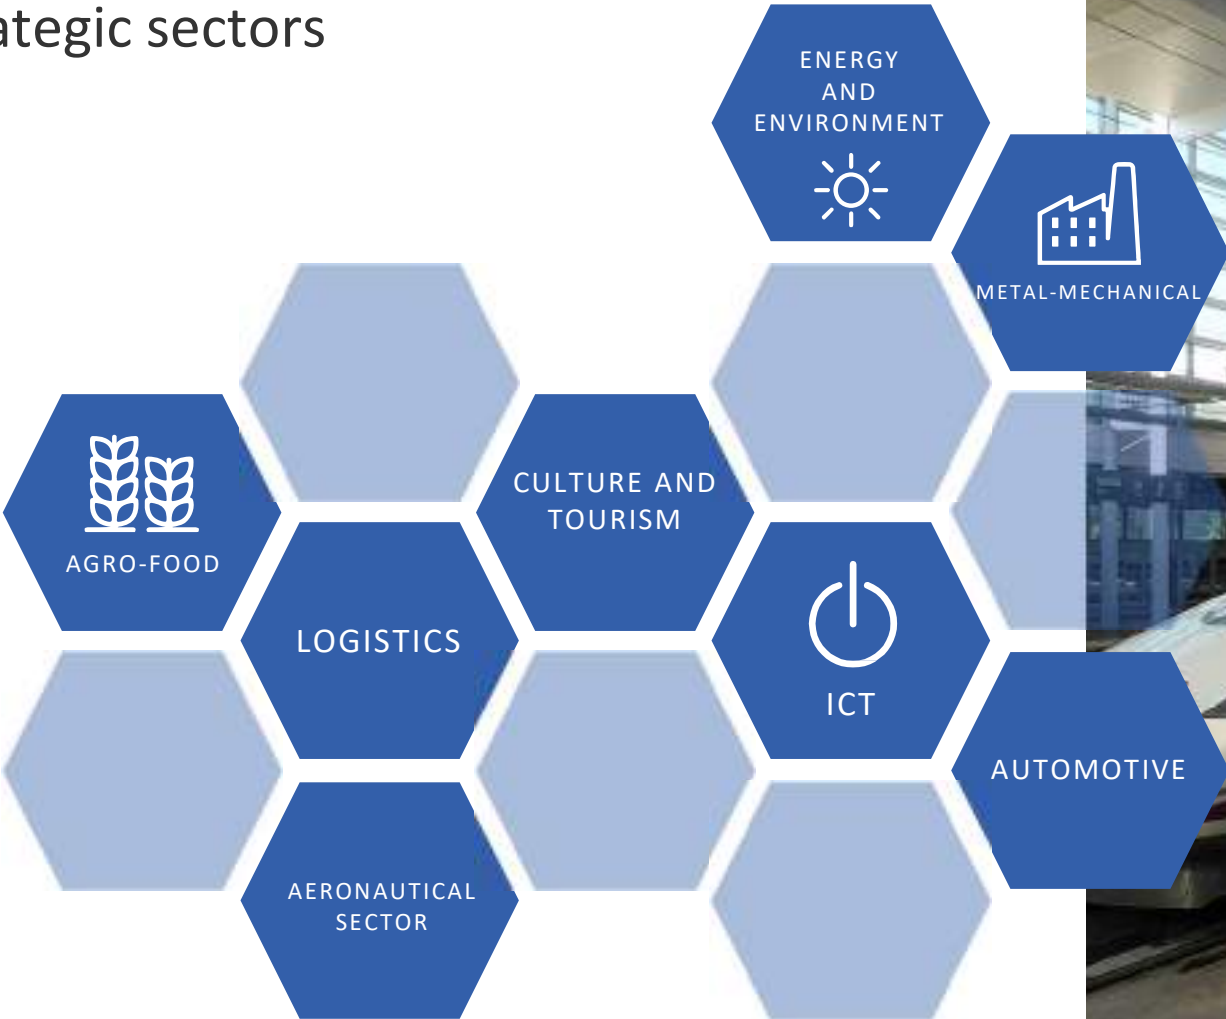 ategic sectors
ENERGY
AND
ENVIRONMENT
METAL-MECHANICAL
CULTURE AND
TOURISM
AGRO-FOOD
LOGISTICS
ICT
AUTOMOTIVE
AERONAUTICAL
SECTOR